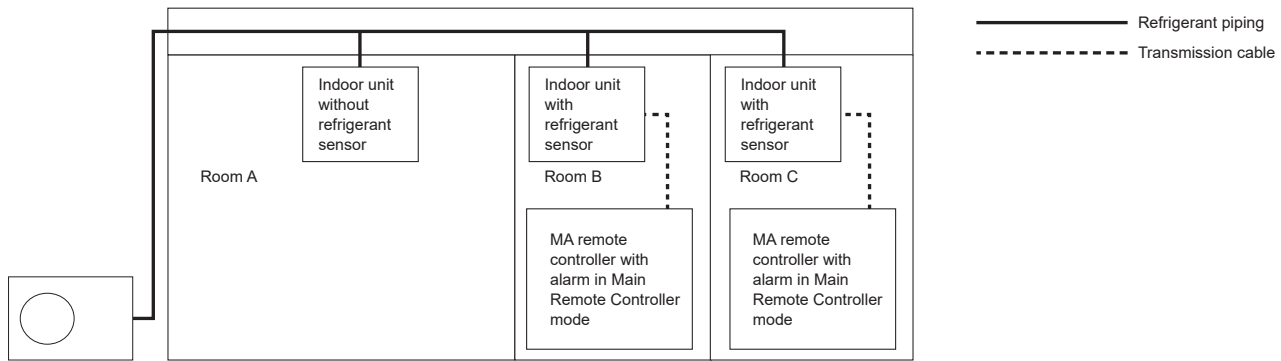 Refrigerant piping
Transmission cable
Indoor unit
without
refrigerant
sensor
Indoor unit
with
refrigerant
sensor
Indoor unit
with
refrigerant
sensor
Room A
Room B
Room C
MA remote
controller with
alarm in Main
Remote Controller
mode
MA remote
controller with
alarm in Main
Remote Controller
mode